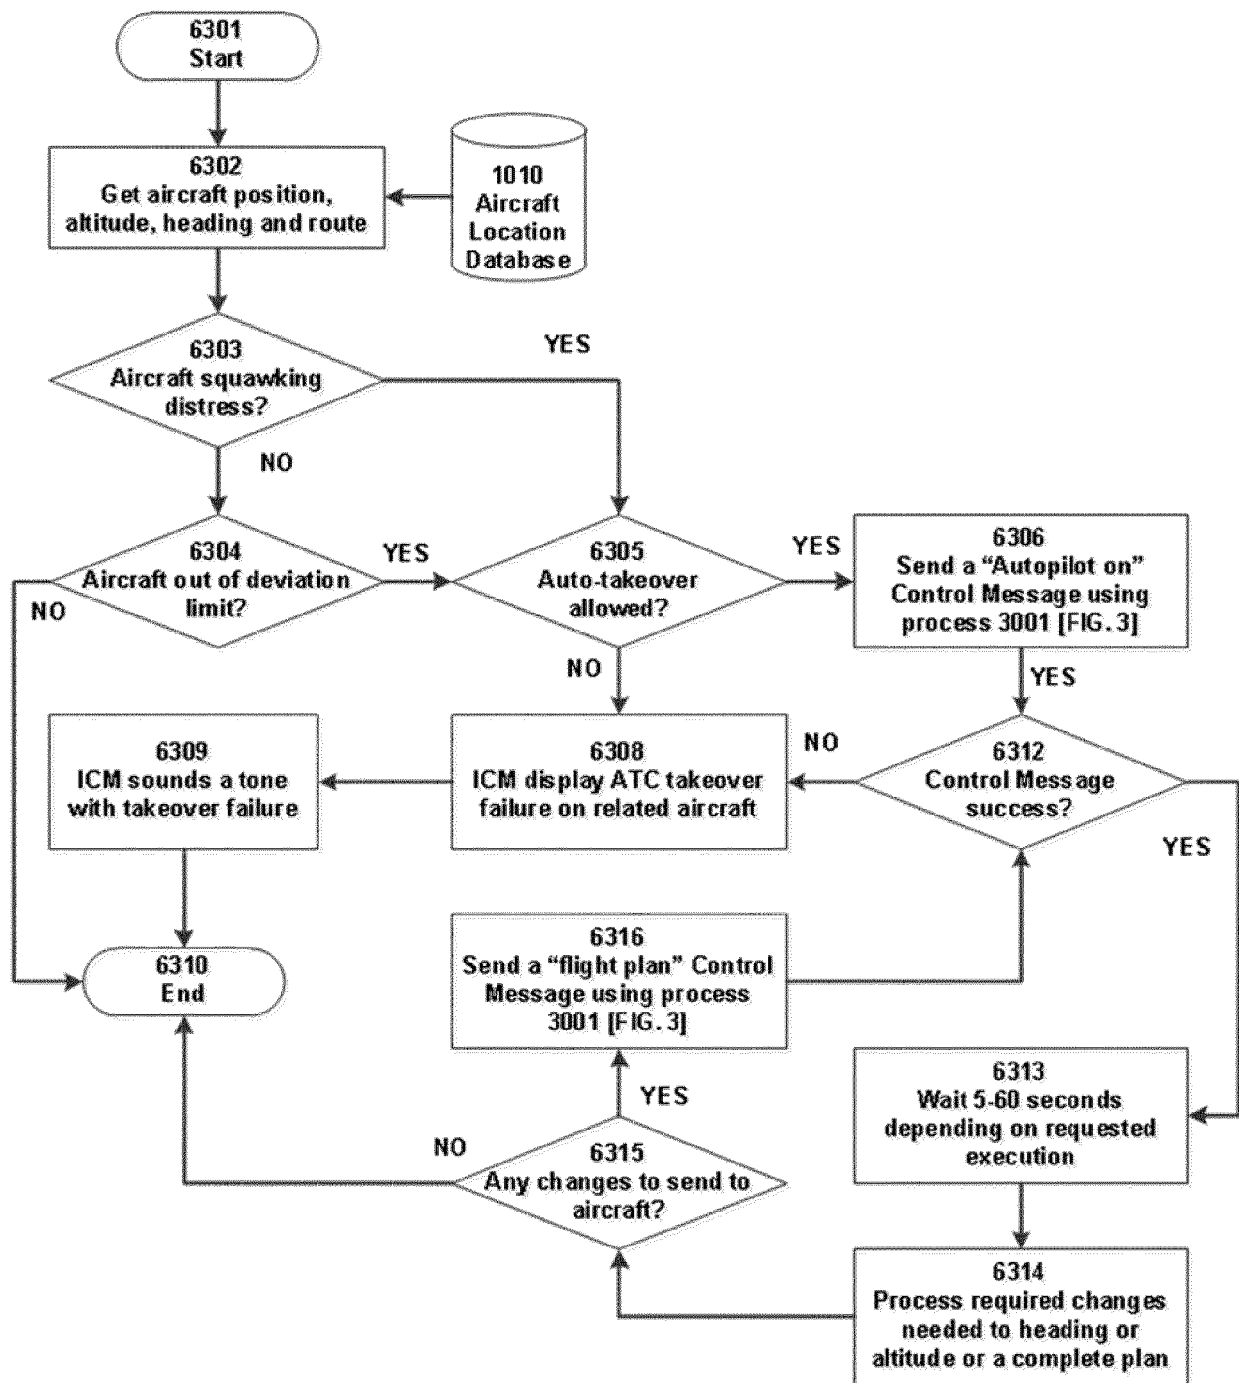 6301
Start
6302
Get aircraft position,
altitude, heading and route
1010
Aircraft
Location
Database
6303
Aircraft squawking
distress?
YES
NO
6304
Aircraft out of deviation
limit?
YES
NO
6305
Auto-takeover
allowed?
YES
NO
6306
Send a “Autopilot on”
Control Message using
process 3001 [FIG. 3]
YES
6309
ICM sounds a tone
with takeover failure
6308
ICM display ATC takeover
failure on related aircraft
NO
6312
Control Message
success?
YES
6310
End
6316
Send a “flight plan” Control
Message using process
3001 [FIG. 3]
6313
Wait 5-60 seconds
depending on requested
execution
YES
NO
6315
Any changes to send to
aircraft?
6314
Process required changes
needed to heading or
altitude or a complete plan